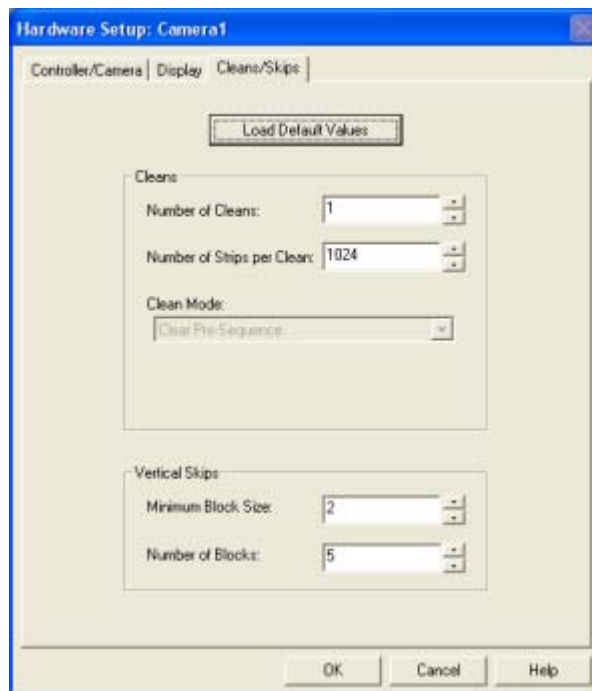 Hardware Setup: Camera1
Controller/Camera Display Cleans/Skips
Load Default Values
Cleans
Number of Cleans: 1
Number of Strips per Clean: 1024
Clean Mode:
Clear Pre-Sequence
Vertical Skips
Minimum Block Size: 2
Number of Blocks: 5
OK Cancel Help